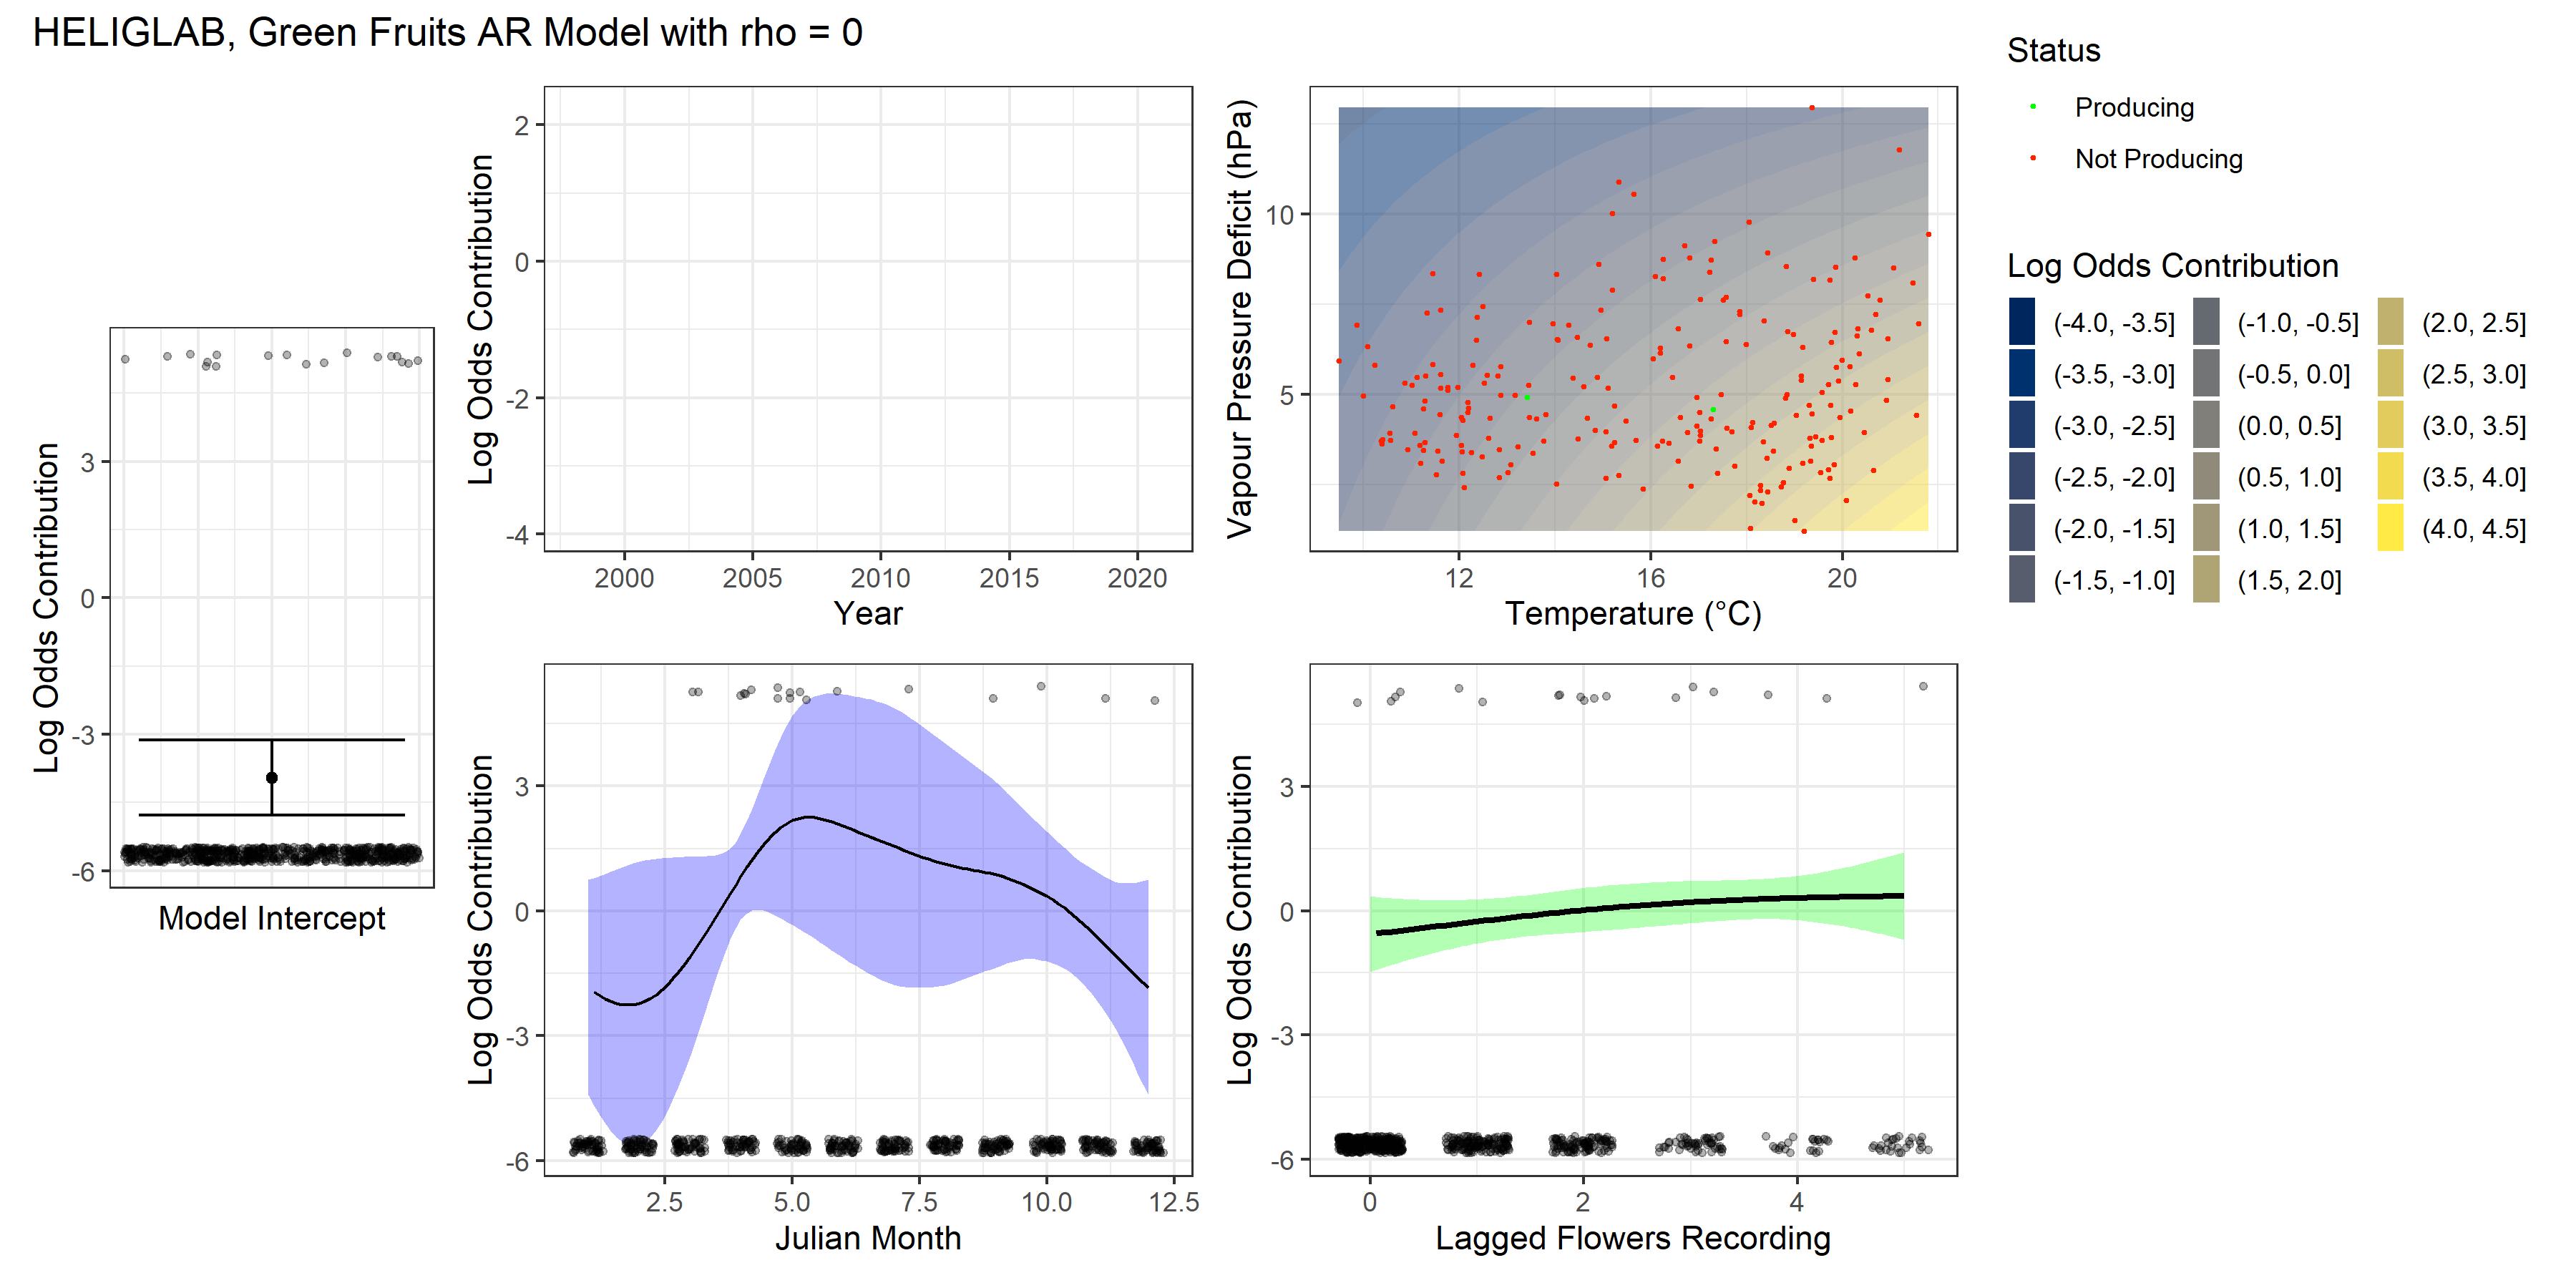 HELIGLAB, Green Fruits AR Model with rho = 0
Log Odds Contribution
3
0
-3
-6
Model Intercept
Log Odds Contribution
2
0
-2
-4
2000 2005 2010 2015 2020
Year
Vapour Pressure Deficit (hPa)
10
5
12 16 20
Temperature (°C)
Status
Producing
Not Producing
Log Odds Contribution
(-4.0, -3.5] (-1.0, -0.5] (2.0, 2.5]
(-3.5, -3.0] (-0.5, 0.0] (2.5, 3.0]
(-3.0, -2.5] (0.0, 0.5] (3.0, 3.5]
(-2.5, -2.0] (0.5, 1.0] (3.5, 4.0]
(-2.0, -1.5] (1.0, 1.5] (4.0, 4.5]
(-1.5, -1.0] (1.5, 2.0]
Log Odds Contribution
3
0
-3
-6
2.5 5.0 7.5 10.0 12.5
Julian Month
Log Odds Contribution
3
0
-3
-6
0 2 4
Lagged Flowers Recording